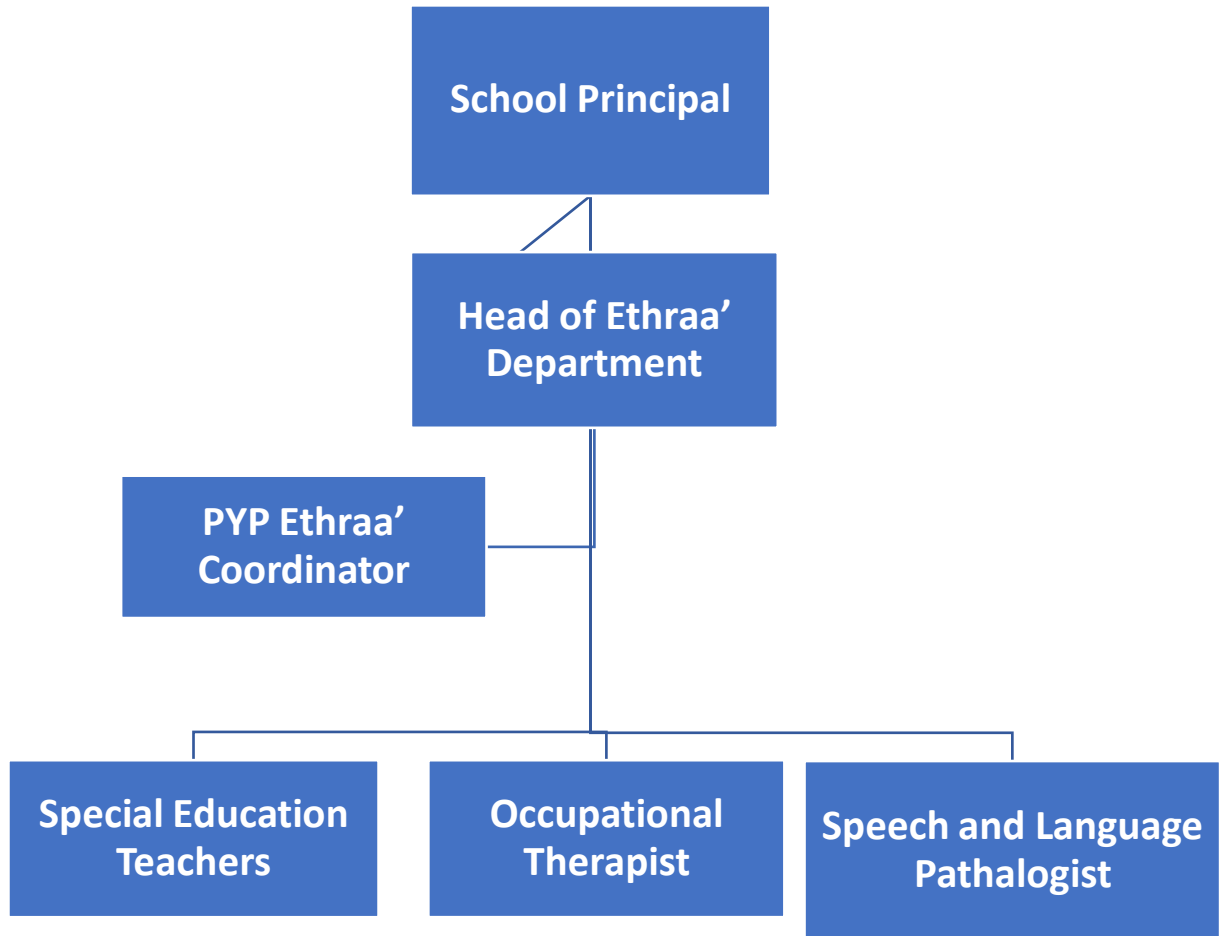 School Principal
Head of Ethraa’
Department
PYP Ethraa’
Coordinator
Special Education
Teachers
Occupational
Therapist
Speech and Language
Pathalogist